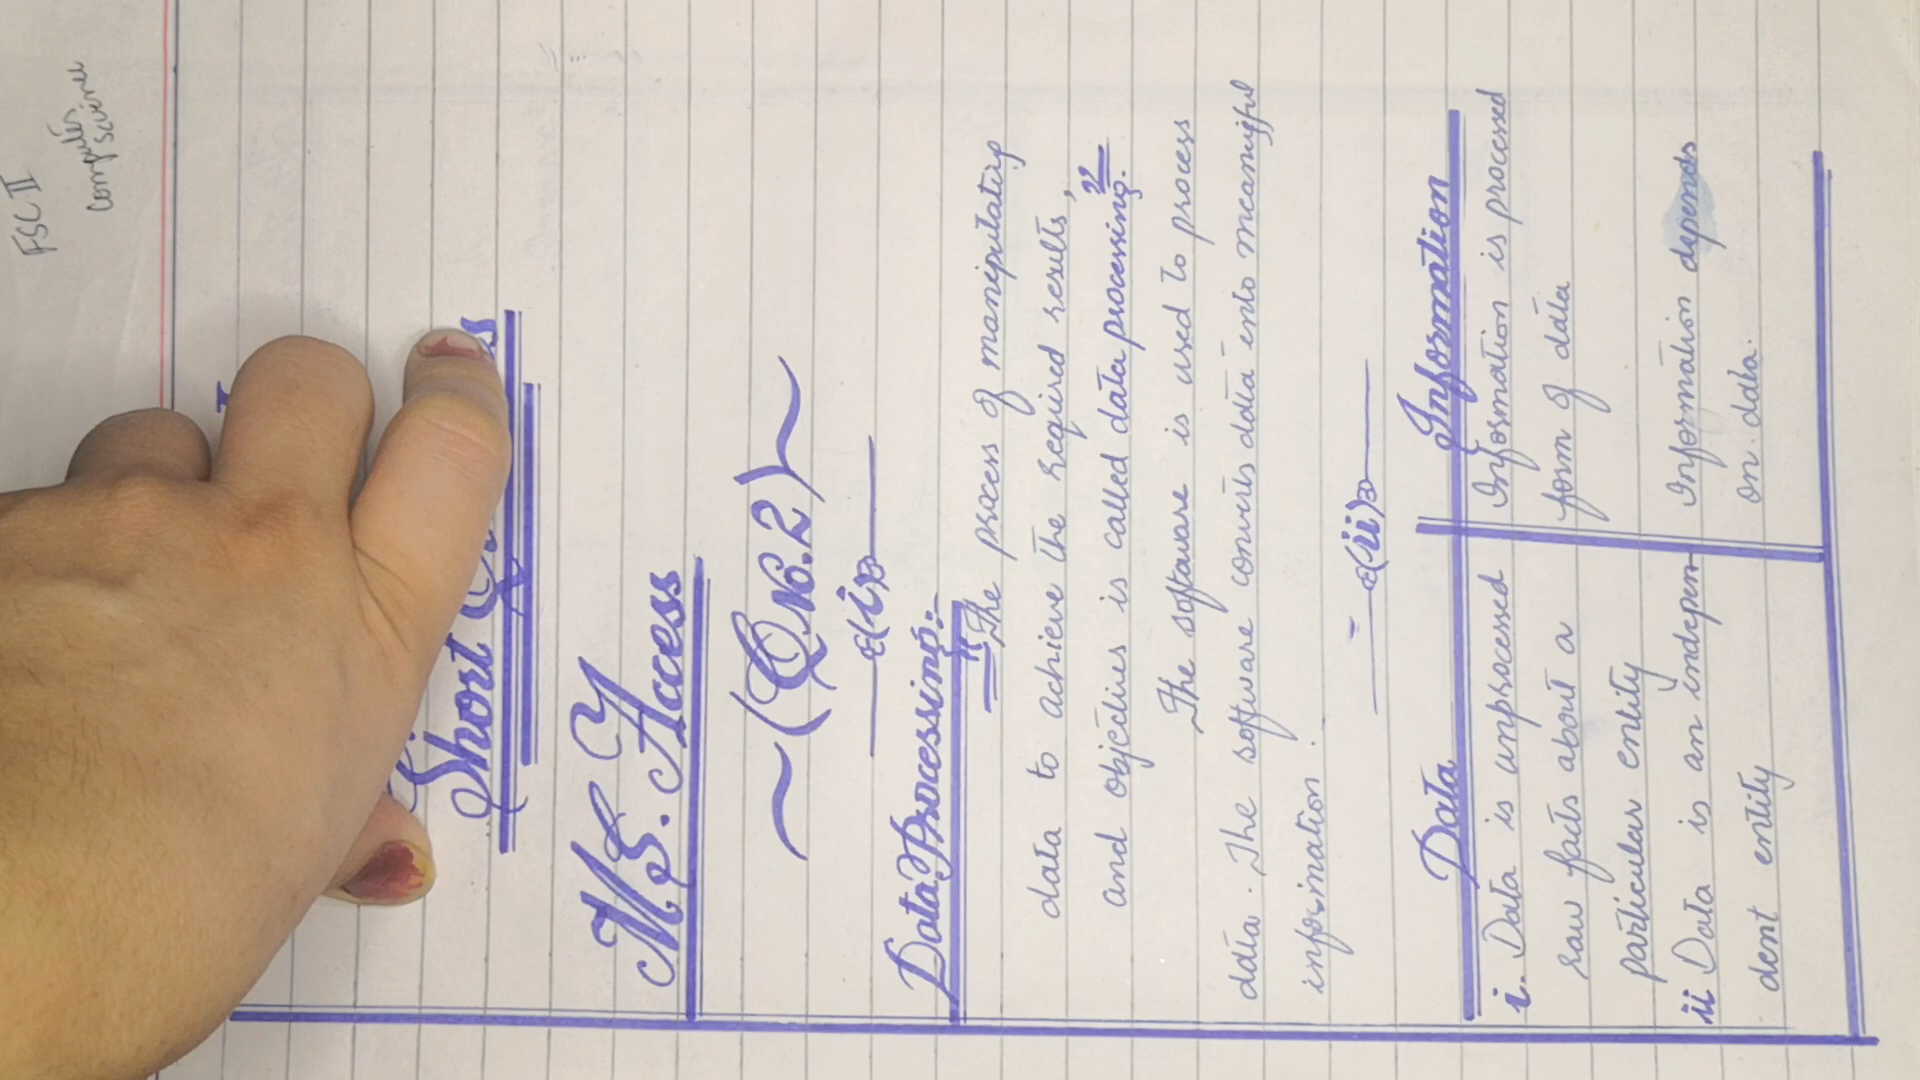 FSC II
Computer
science
Short
M.S. Access
(Q.No.2)
(i)
Data Processing:-
"The process of manipulating
data to achieve the required results,
and objectives is called data processing."
The software is used to process
data. The software converts data into meaningful
information.
(ii)
Data Information
i. Data is unprocessed Information is processed
raw facts about a form of data
particular entity
ii Data is an indepen- Information depends
dent entity on data.